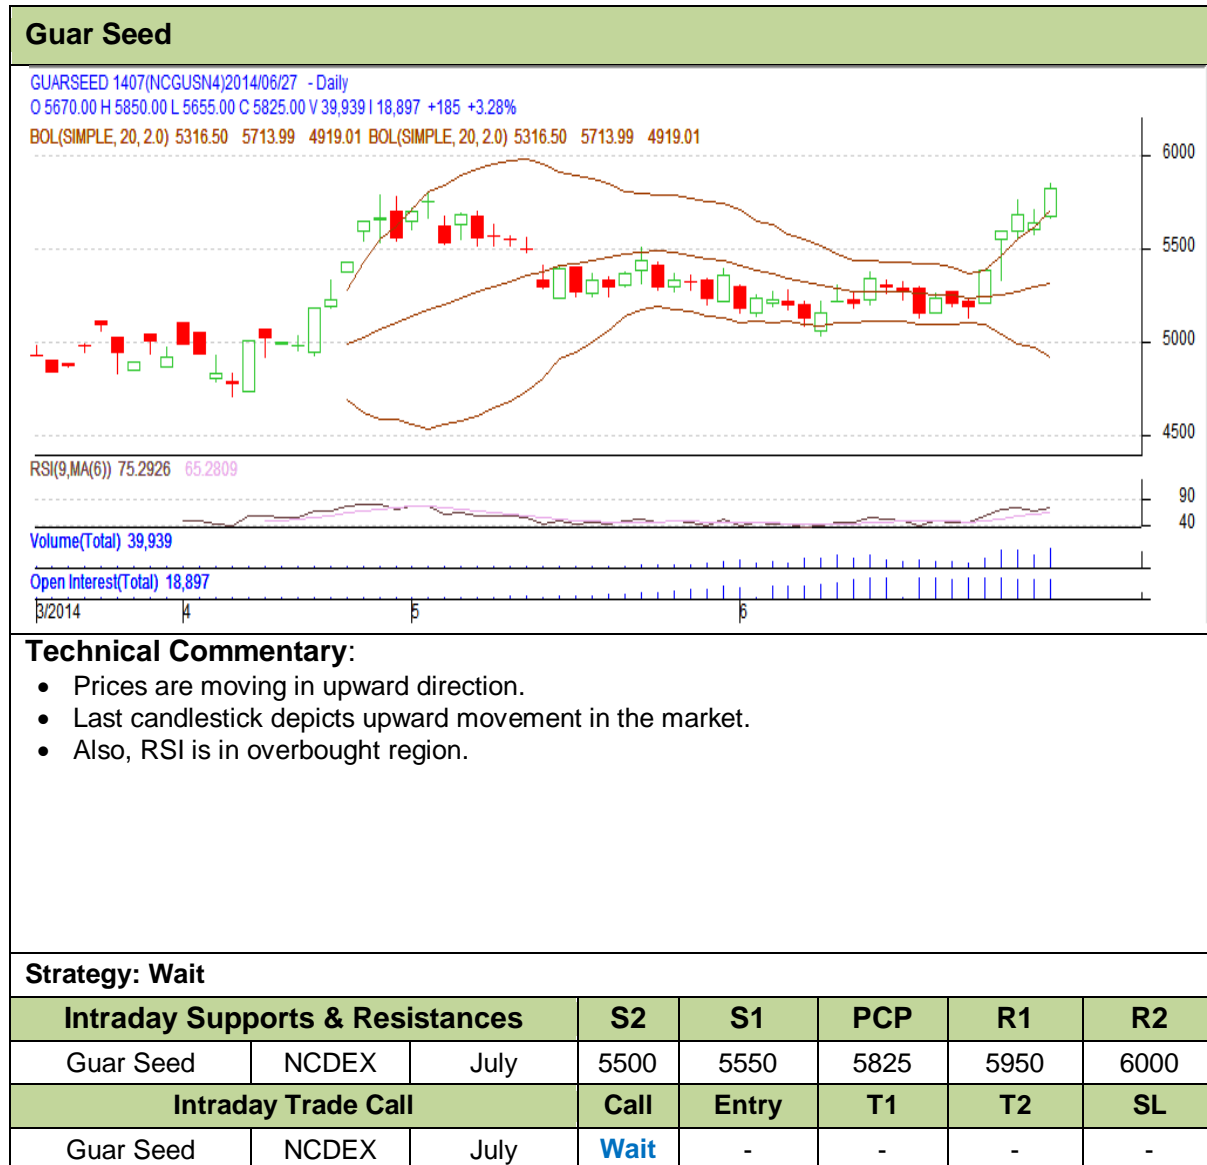 Guar Seed
GUARSEED 1407(NCGUSN4)2014/06/27 - Daily
O 5670.00 H 5850.00 L 5655.00 C 5825.00 V 39,939 I 18,897 +185 +3.28%
BOL(SIMPLE, 20, 2.0) 5316.50 5713.99 4919.01 BOL(SIMPLE, 20, 2.0) 5316.50 5713.99 4919.01
6000
5500
5000
4500
RSI(9,MA(6)) 75.2926 65.2809
90
40
Volume(Total) 39,939
Open Interest(Total) 18,897
3/2014 4 5 6
Technical Commentary:
• Prices are moving in upward direction.
• Last candlestick depicts upward movement in the market.
• Also, RSI is in overbought region.
Strategy: Wait
Intraday Supports & Resistances S2 S1 PCP R1 R2
Guar Seed NCDEX July 5500 5550 5825 5950 6000
Intraday Trade Call Call Entry T1 T2 SL
Guar Seed NCDEX July Wait - - - -